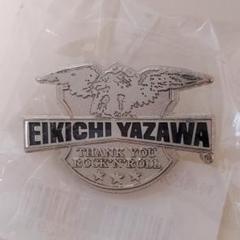 EIKICHI YAZAWA
®
THANK YOU
ROCK'N'ROLL